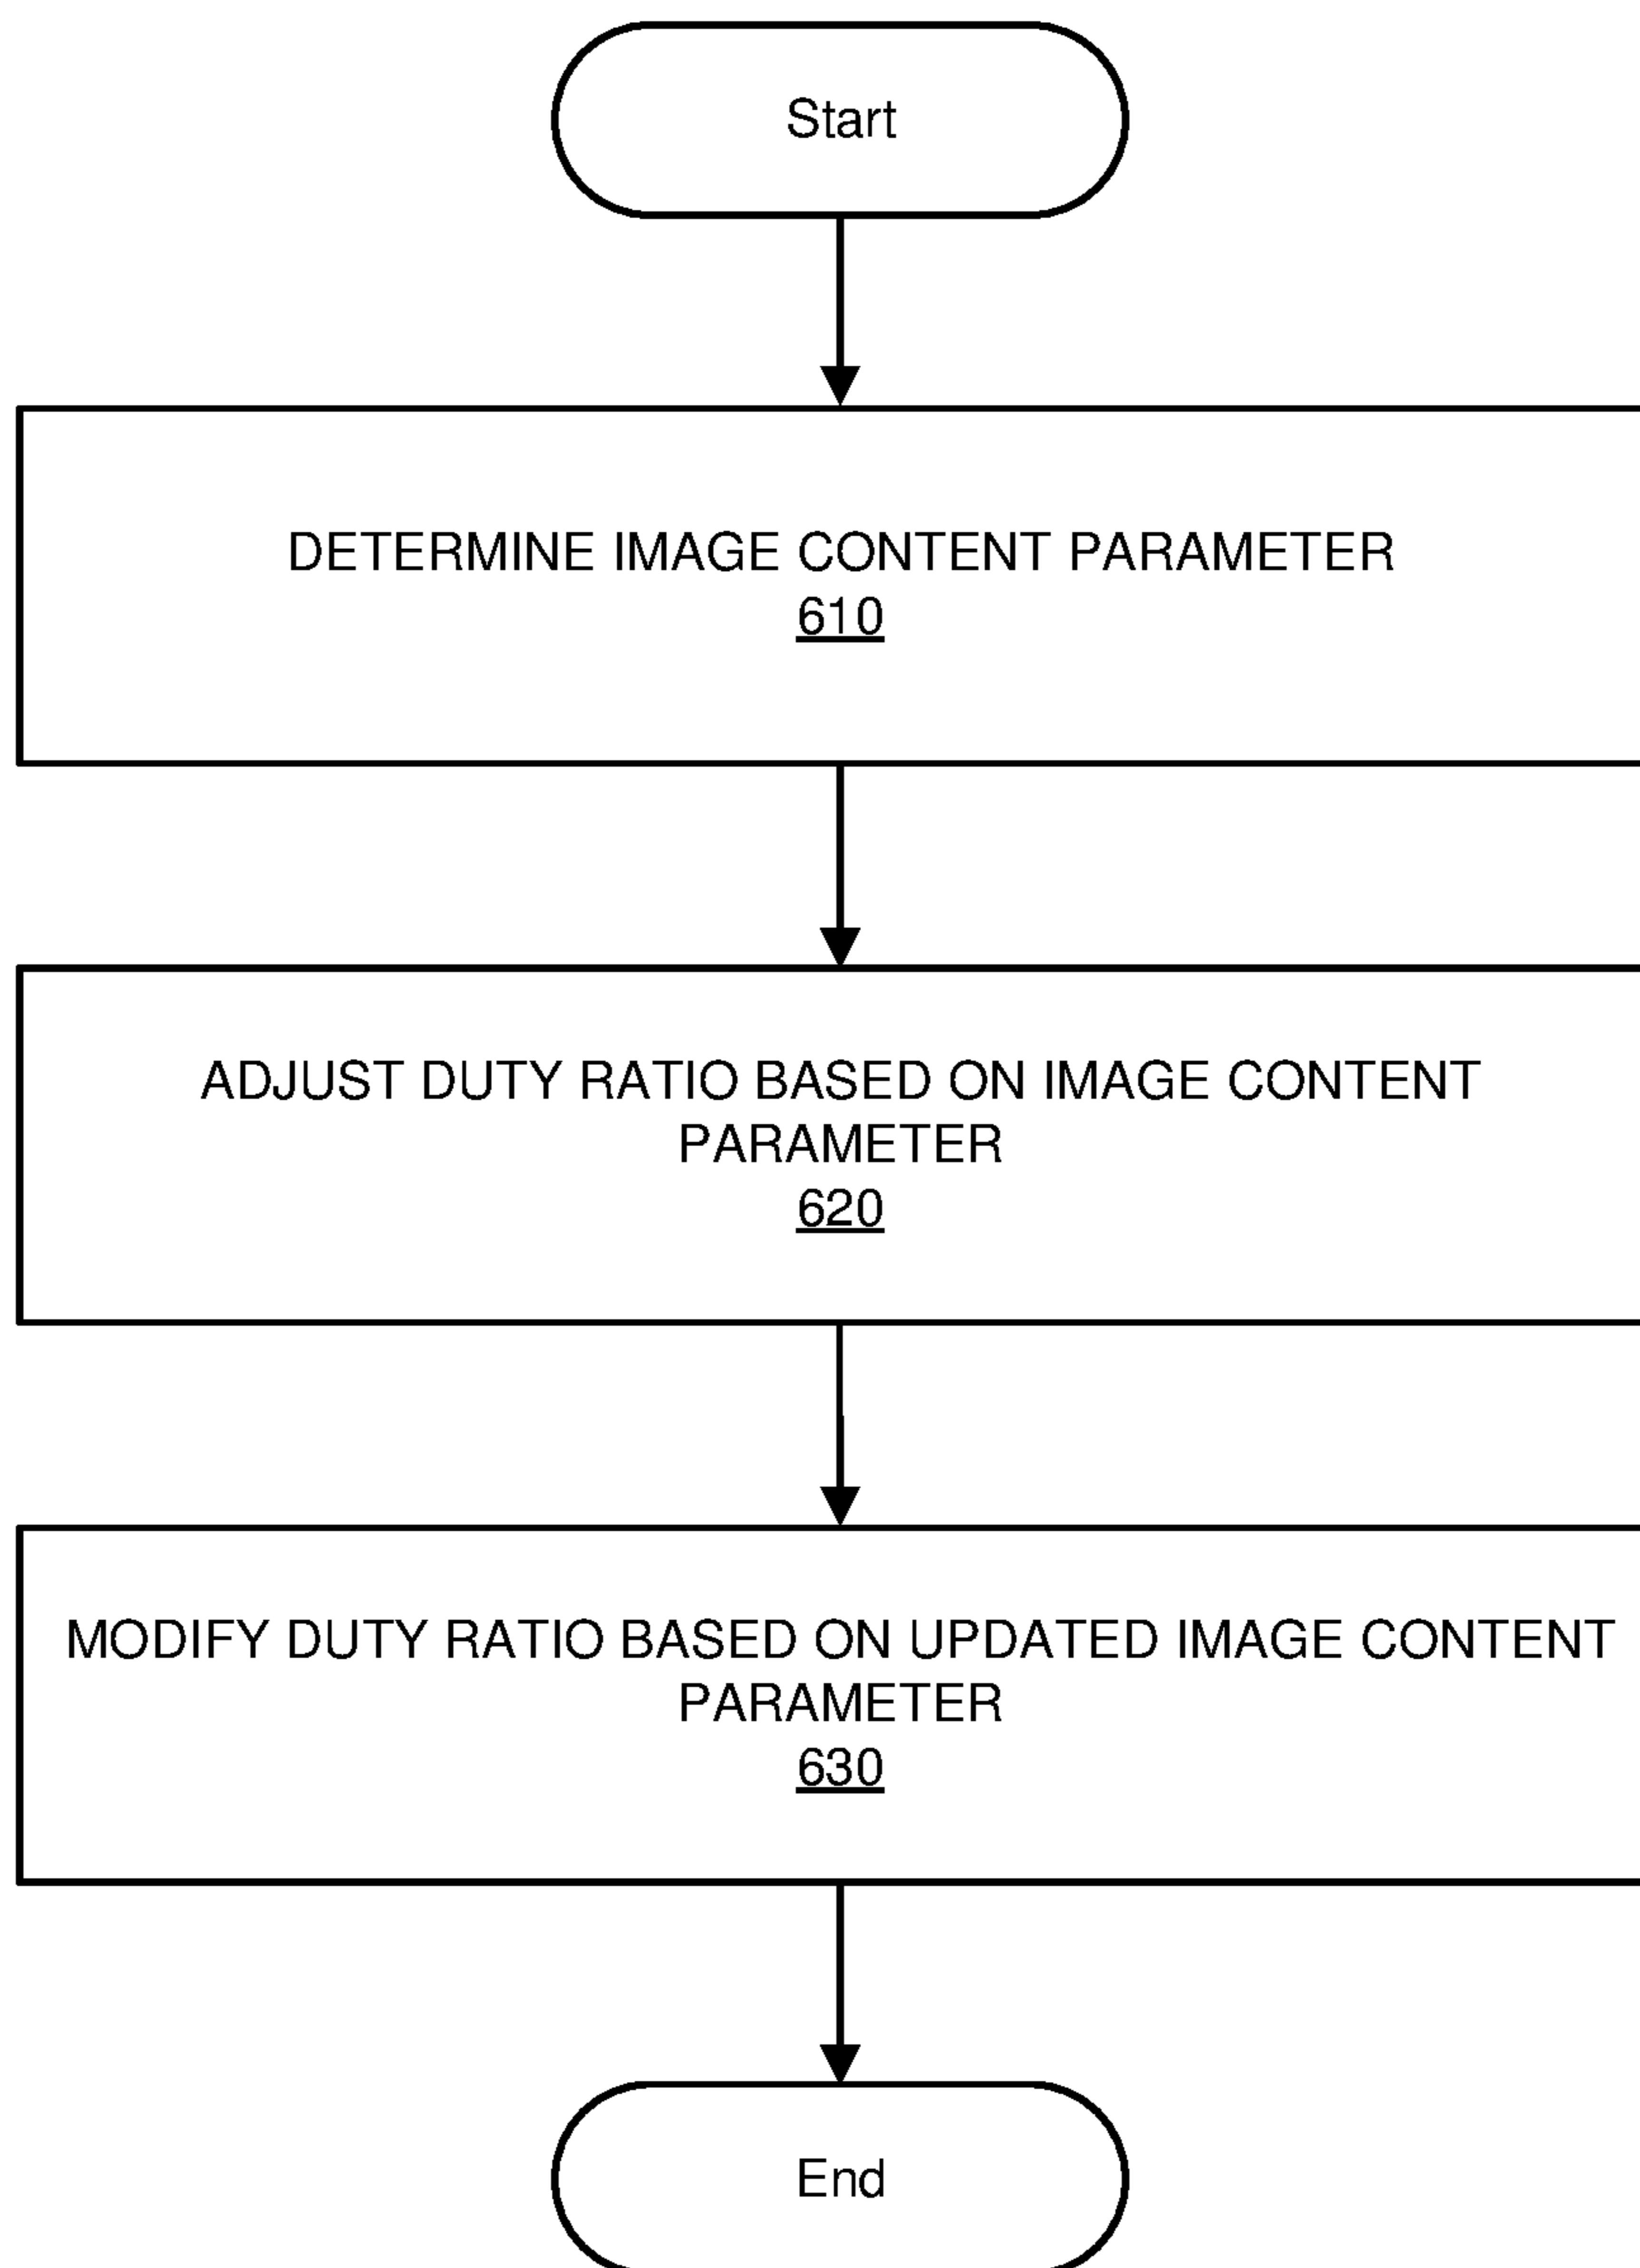 Start
DETERMINE IMAGE CONTENT PARAMETER
610
ADJUST DUTY RATIO BASED ON IMAGE CONTENT
PARAMETER
620
MODIFY DUTY RATIO BASED ON UPDATED IMAGE CONTENT
PARAMETER
630
End